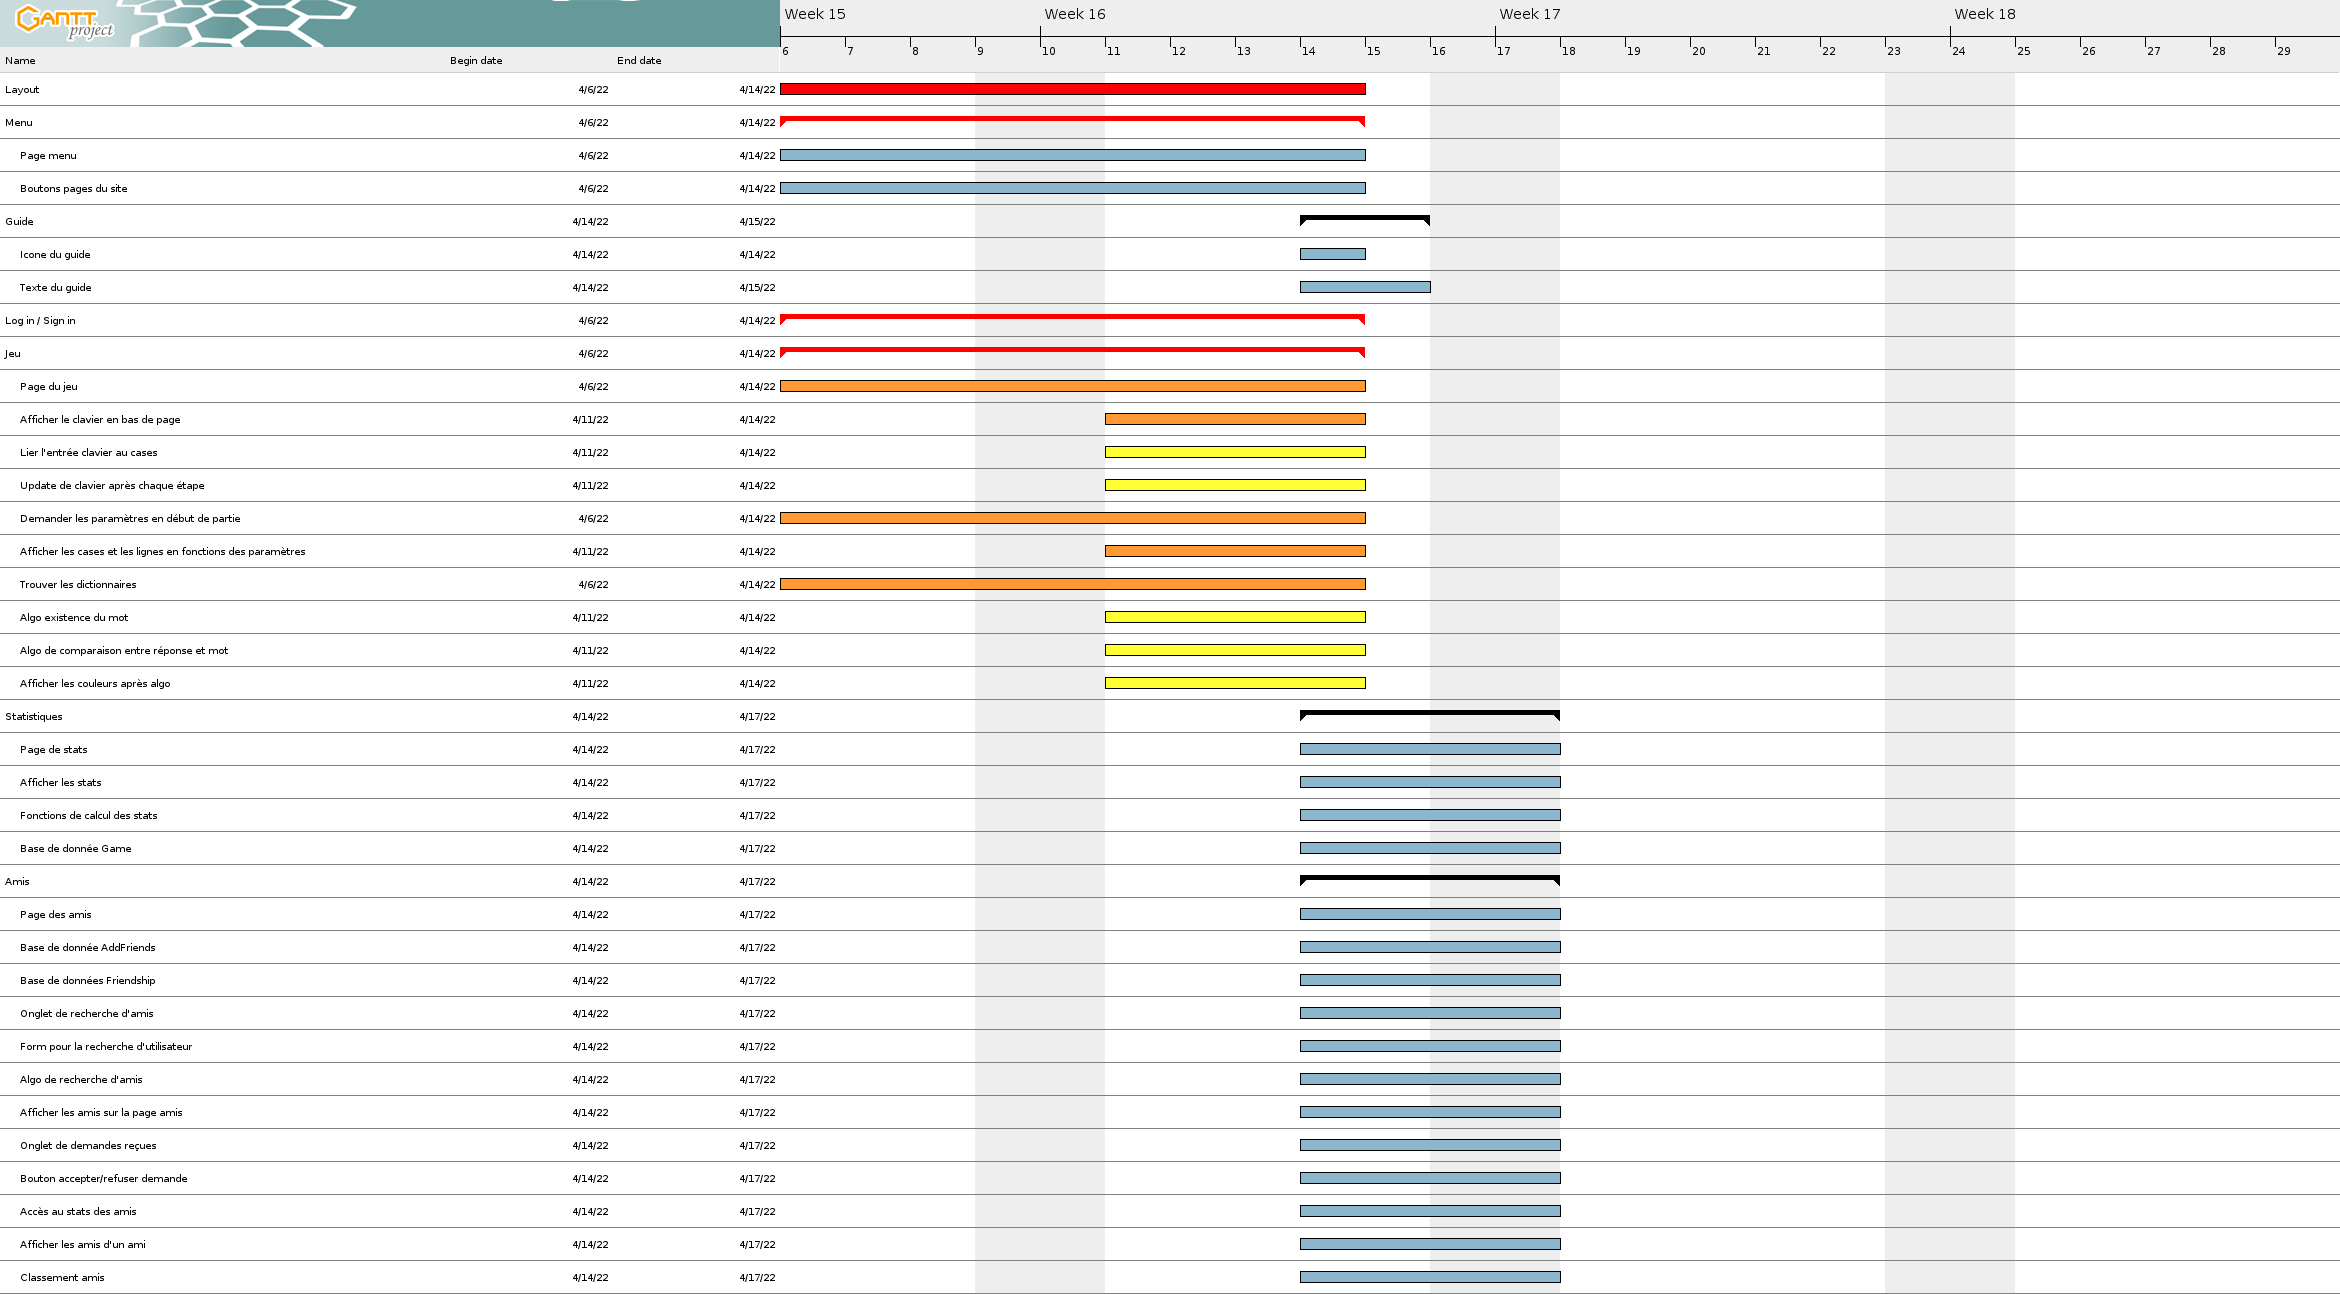 GANTT project
Week 15 Week 16 Week 17 Week 18
6 7 8 9 10 11 12 13 14 15 16 17 18 19 20 21 22 23 24 25 26 27 28 29
Name Begin date End date
Layout 4/6/22 4/14/22
Menu 4/6/22 4/14/22
Page menu 4/6/22 4/14/22
Boutons pages du site 4/6/22 4/14/22
Guide 4/14/22 4/15/22
Icone du guide 4/14/22 4/14/22
Texte du guide 4/14/22 4/15/22
Log in / Sign in 4/6/22 4/14/22
Jeu 4/6/22 4/14/22
Page du jeu 4/6/22 4/14/22
Afficher le clavier en bas de page 4/11/22 4/14/22
Lier l'entrée clavier au cases 4/11/22 4/14/22
Update de clavier après chaque étape 4/11/22 4/14/22
Demander les paramètres en début de partie 4/6/22 4/14/22
Afficher les cases et les lignes en fonctions des paramètres 4/11/22 4/14/22
Trouver les dictionnaires 4/6/22 4/14/22
Algo existence du mot 4/11/22 4/14/22
Algo de comparaison entre réponse et mot 4/11/22 4/14/22
Afficher les couleurs après algo 4/11/22 4/14/22
Statistiques 4/14/22 4/17/22
Page de stats 4/14/22 4/17/22
Afficher les stats 4/14/22 4/17/22
Fonctions de calcul des stats 4/14/22 4/17/22
Base de donnée Game 4/14/22 4/17/22
Amis 4/14/22 4/17/22
Page des amis 4/14/22 4/17/22
Base de donnée AddFriends 4/14/22 4/17/22
Base de données Friendship 4/14/22 4/17/22
Onglet de recherche d'amis 4/14/22 4/17/22
Form pour la recherche d'utilisateur 4/14/22 4/17/22
Algo de recherche d'amis 4/14/22 4/17/22
Afficher les amis sur la page amis 4/14/22 4/17/22
Onglet de demandes reçues 4/14/22 4/17/22
Bouton accepter/refuser demande 4/14/22 4/17/22
Accès au stats des amis 4/14/22 4/17/22
Afficher les amis d'un ami 4/14/22 4/17/22
Classement amis 4/14/22 4/17/22